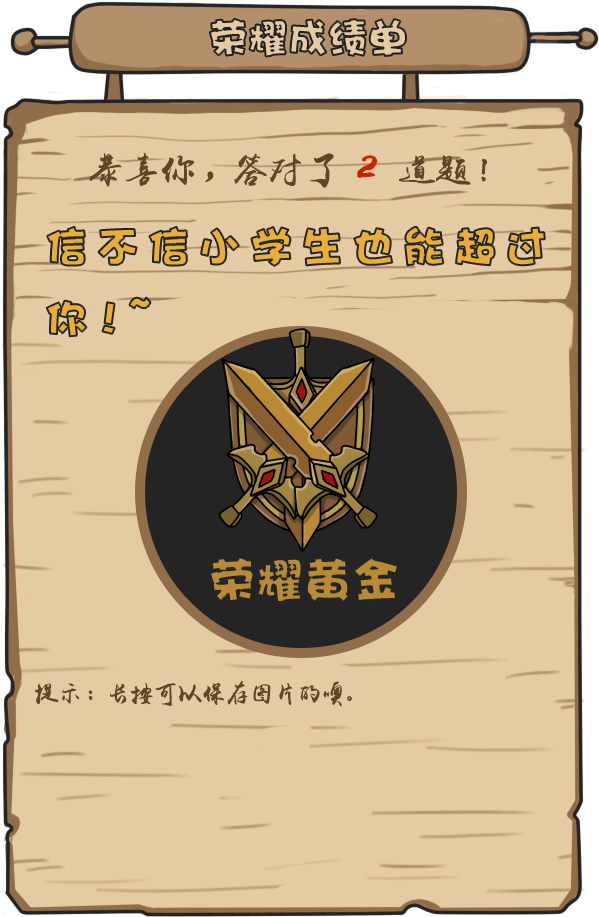 荣耀成绩单
恭喜你，答对了 2 道题！
信不信小学生也能超过
你！~
荣耀黄金
提示：长按可以保存图片的噢。